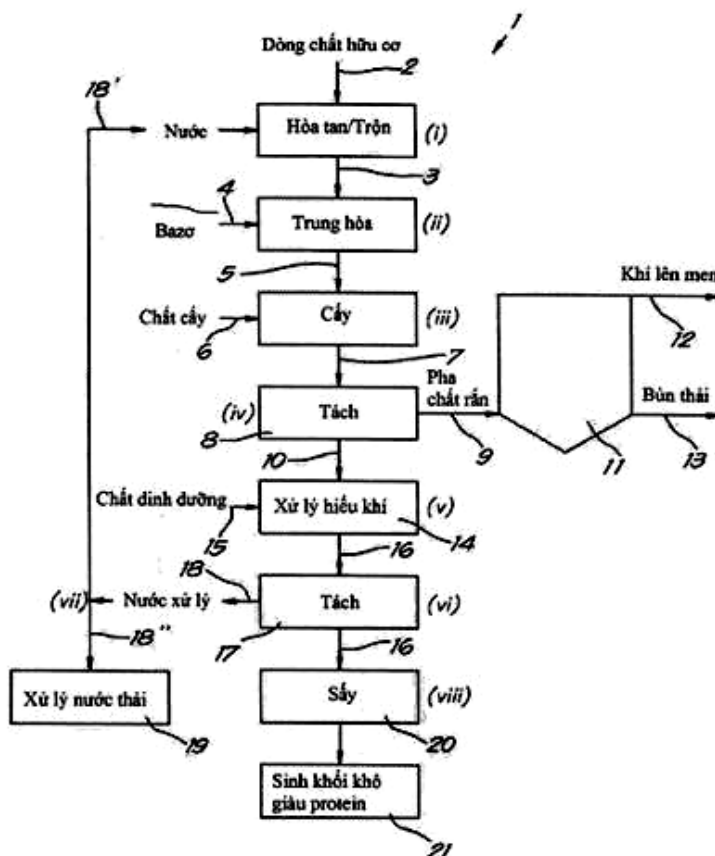 1
Dòng chất hữu cơ
2
18'
Nước
Hòa tan/Trộn
(i)
3
4
Bazơ
Trung hòa
(ii)
5
Chất cấy
6
Cấy
(iii)
7
Khí lên men
12
Pha
chất rắn
9
Bùn thải
13
11
(iv)
Tách
8
10
Chất dinh dưỡng
15
Xử lý hiếu khí
(v)
14
16
18
(vii)
Nước xử lý
Tách
(vi)
17
18"
16
Xử lý nước thải
19
Sấy
(viii)
20
Sinh khối khô
giàu protein
21